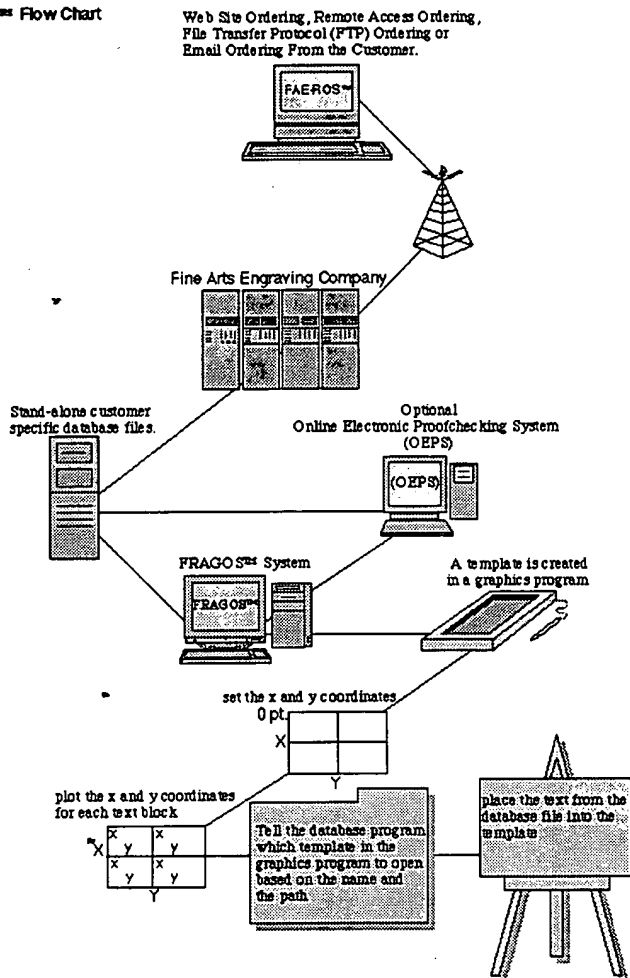 Flow Chart
Web Site Ordering, Remote Access Ordering,
File Transfer Protocol (FTP) Ordering or
Email Ordering From the Customer.
FAEROS™
Fine Arts Engraving Company
Stand-alone customer
specific database files.
Optional
Online Electronic Proofchecking System
(OEPS)
(OEPS)
FRAGOS™ System
FRAGOS™
A template is created
in a graphics program
set the x and y coordinates
0 pt.
X
Y
plot the x and y coordinates
for each text block
X
x x
y y
x x
y y
Y
Tell the database program
which template in the
graphics program to open
based on the name and
the path
place the text from the
database file into the
template